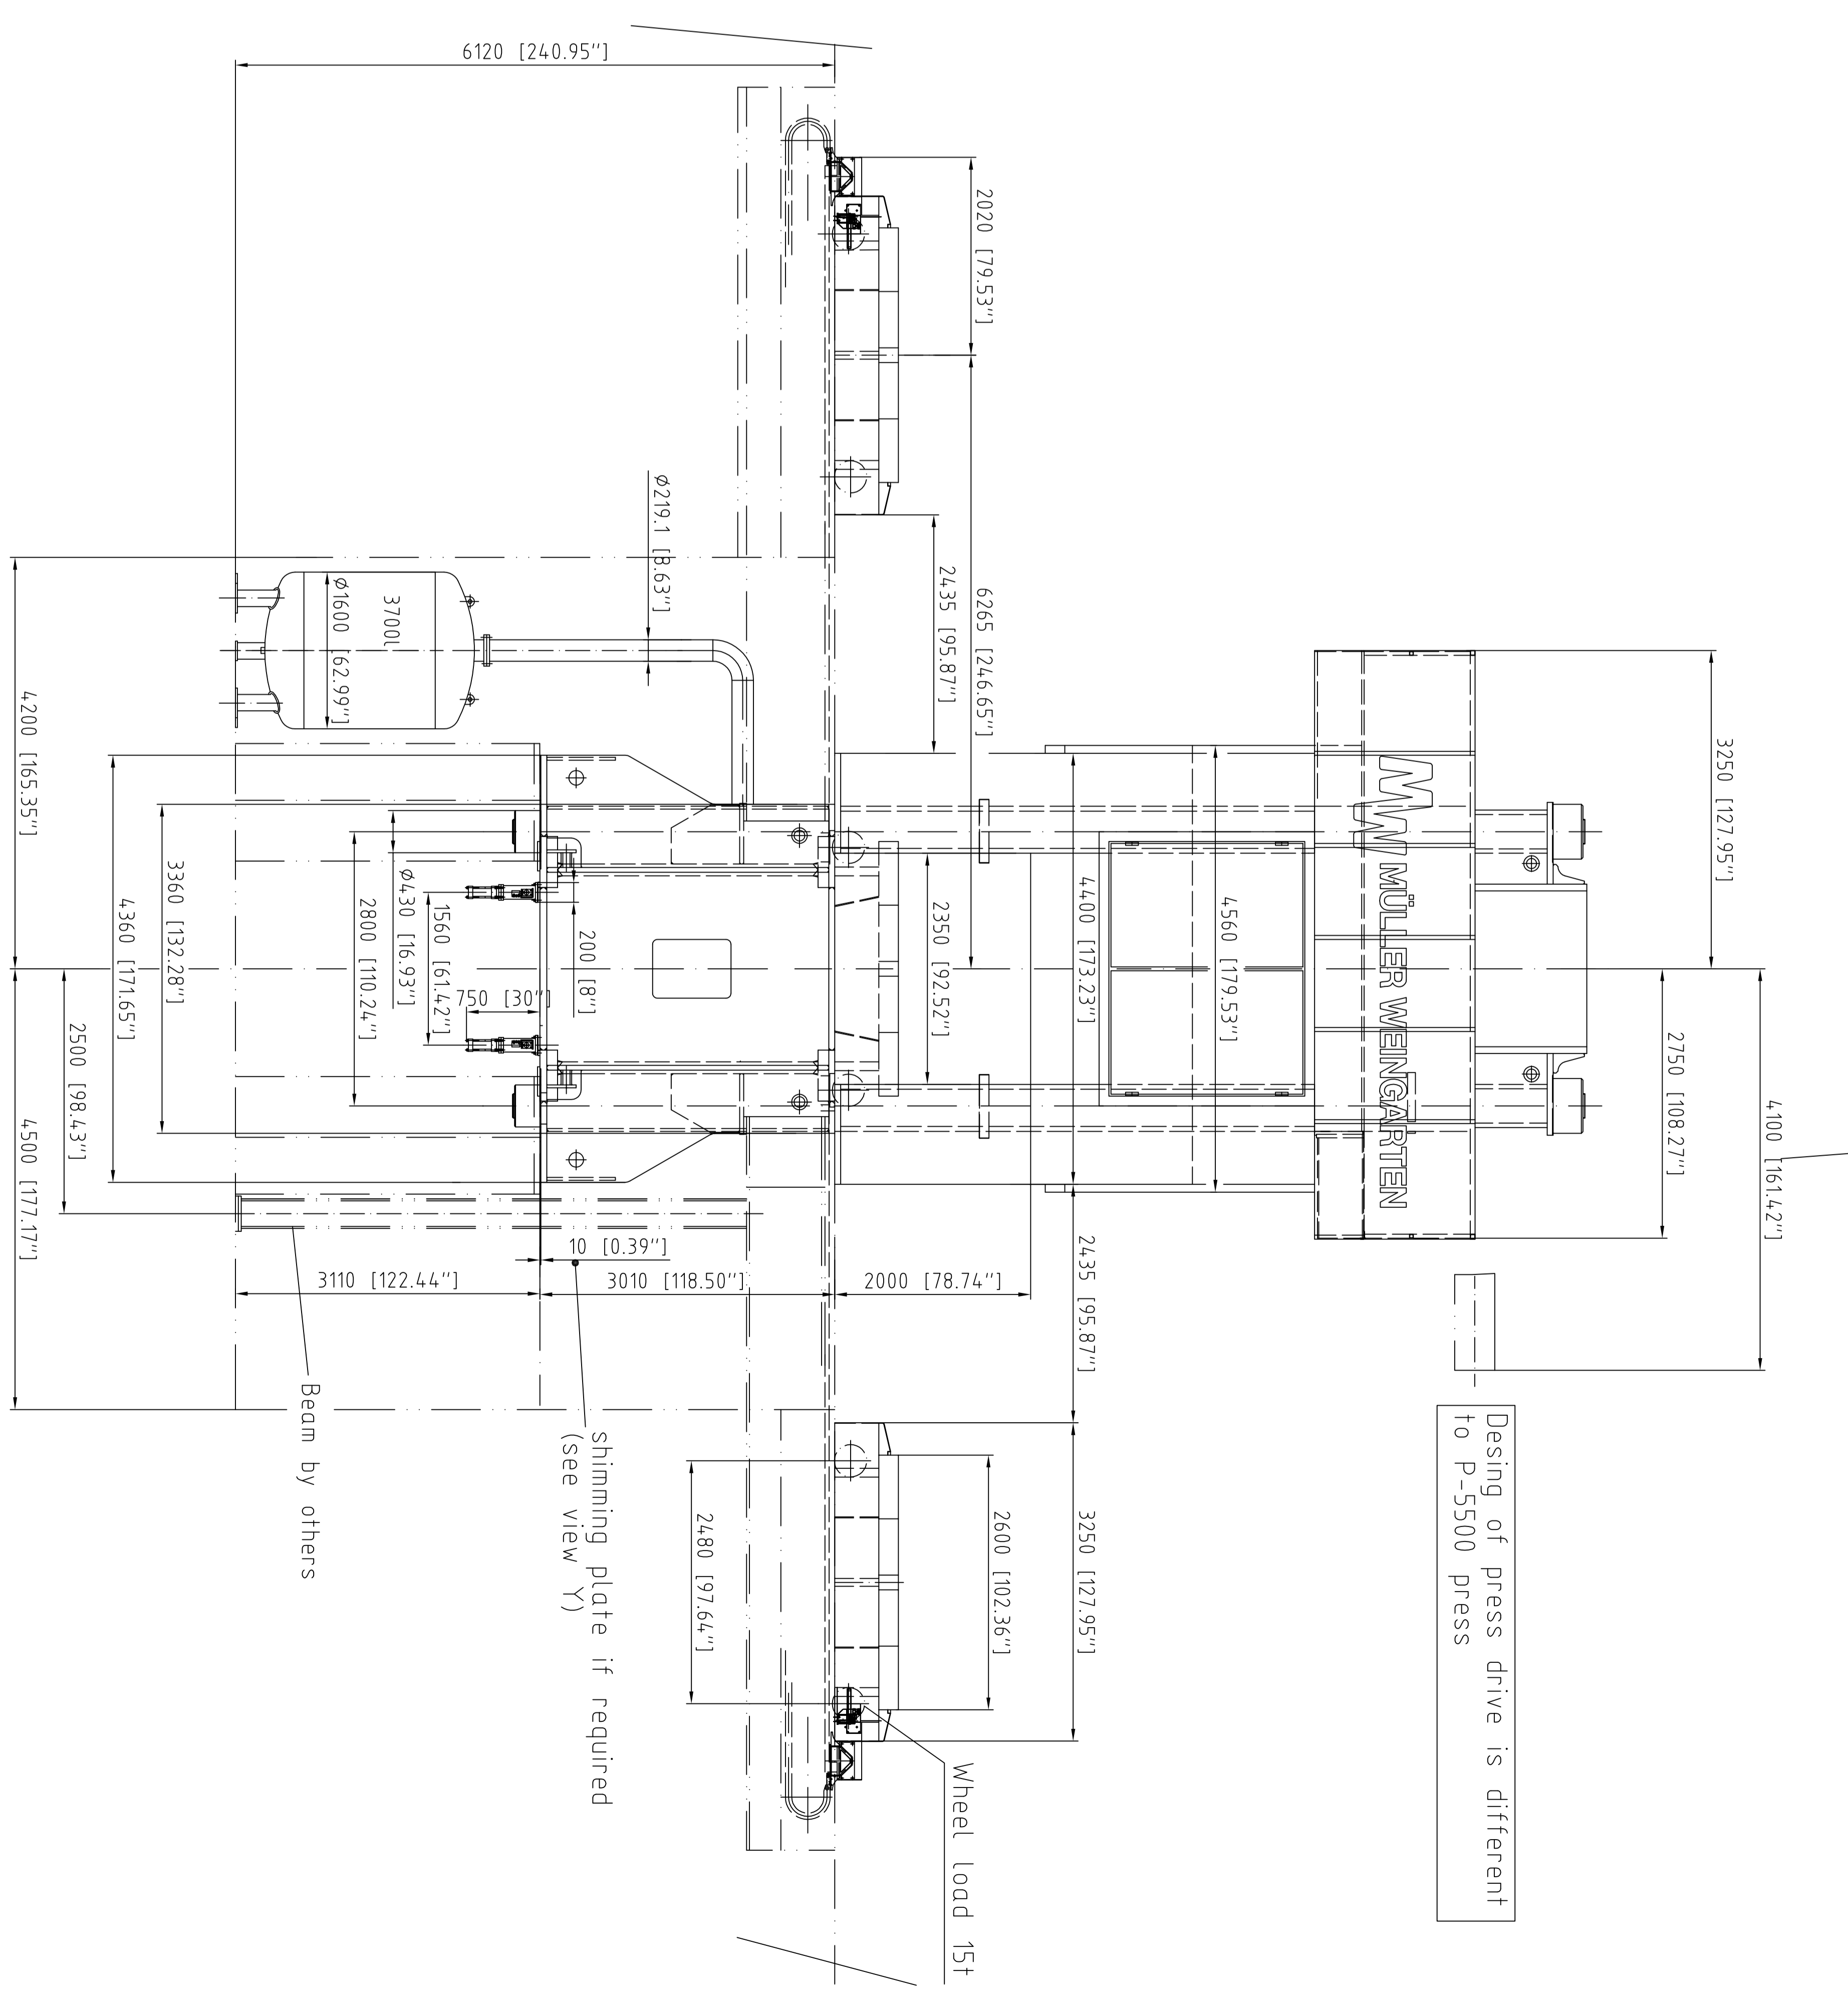 4100 [161.42"]
3250 [127.95"]
2750 [108.27"]
Desing of press drive is different
to P-5500 press
MÜLLER WEINGARTEN
4560 [179.53"]
4400 [173.23"]
2435 [95.87"]
3250 [127.95"]
2020 [79.53"]
6265 [246.65"]
2600 [102.36"]
2435 [95.87"]
2350 [92.52"]
Wheel load 15t
6120 [240.95"]
2000 [78.74"]
3010 [118.50"]
3110 [122.44"]
10 [0.39"]
2480 [97.64"]
Ø219.1 [8.63"]
200 [8"]
shimming plate if required
(see view Y)
750 [30"]
1560 [61.42"]
Ø430 [16.93"]
2800 [110.24"]
3700l
Ø1600 [62.99"]
Beam by others
3360 [132.28"]
4360 [171.65"]
2500 [98.43"]
4200 [165.35"]
4500 [177.17"]